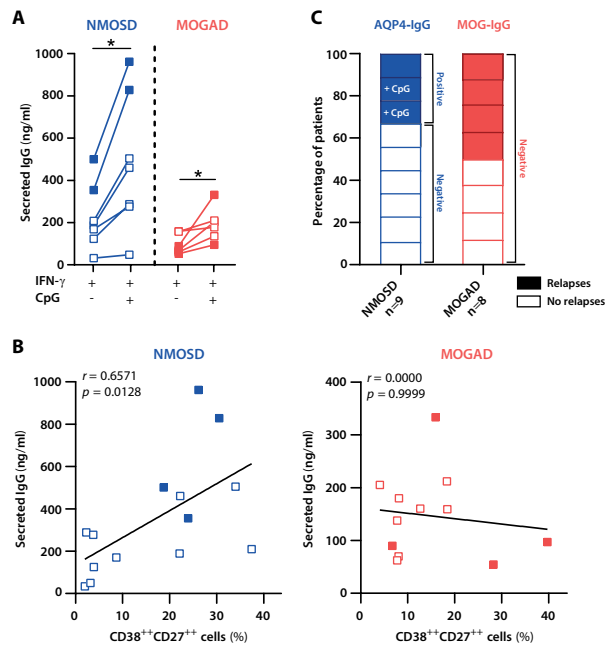 A
NMOSD
MOGAD
Secreted IgG (ng/ml)
1000
800
600
400
200
0
*
*
IFN-γ + + + +
CpG - + - +
C
AQP4-IgG
MOG-IgG
Percentage of patients
100
80
60
40
20
0
+ CpG
+ CpG
Positive
Negative
Negative
NMOSD
n=9
MOGAD
n=8
Relapses
No relapses
B
NMOSD
r = 0.6571
p = 0.0128
Secreted IgG (ng/ml)
1000
800
600
400
200
0
0 10 20 30 40
CD38++CD27++ cells (%)
MOGAD
r = 0.0000
p = 0.9999
Secreted IgG (ng/ml)
400
300
200
100
0
0 10 20 30 40
CD38++CD27++ cells (%)